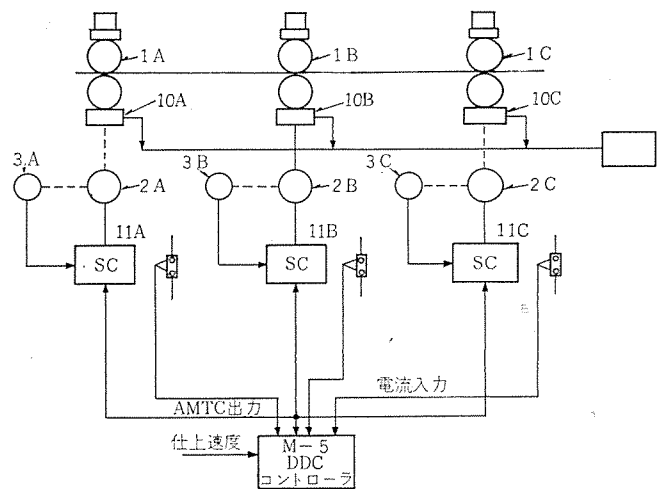 1A
1B
1C
10A
10B
10C
3A
2A
3B
2B
3C
2C
11A
11B
11C
SC
SC
SC
電流入力
AMTC出力
仕上速度
M-5
DDC
コントローラ